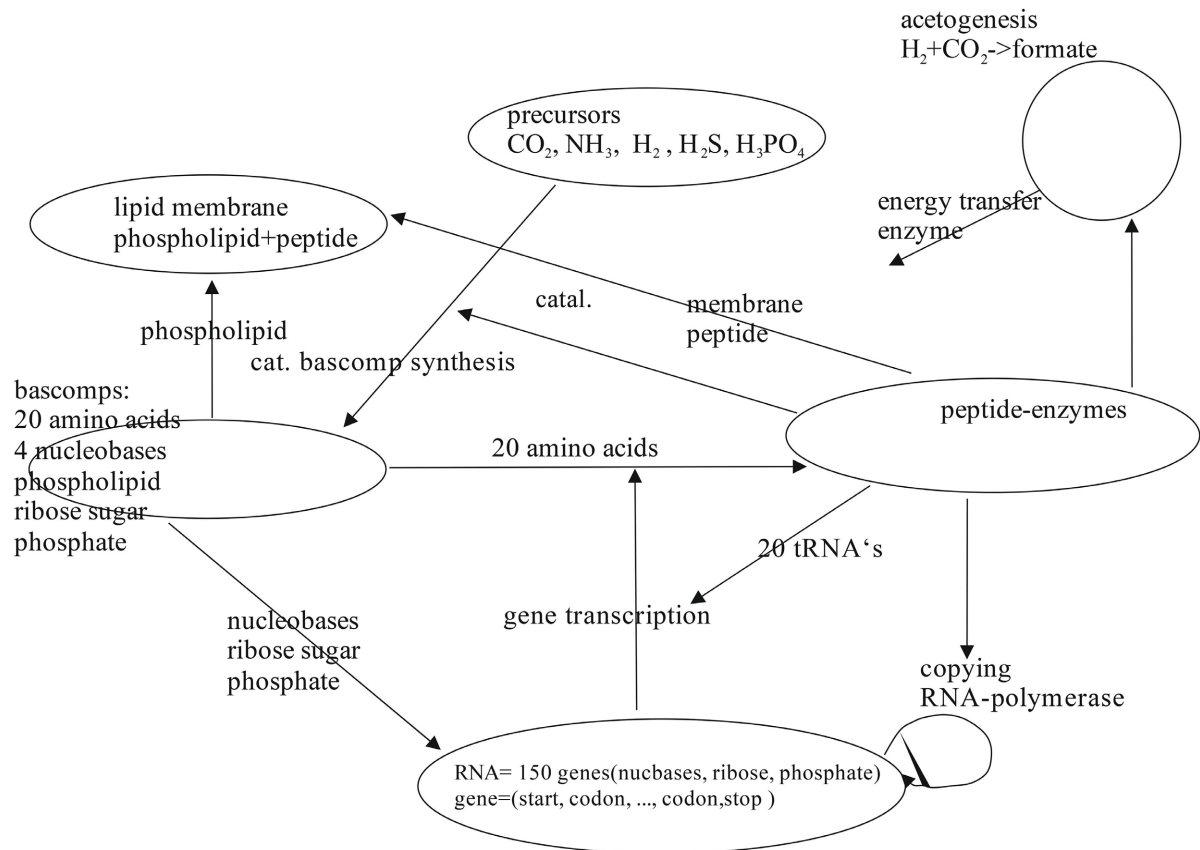 acetogenesis
H₂+CO₂->formate
precursors
CO₂, NH₃, H₂ , H₂S, H₃PO₄
lipid membrane
phospholipid+peptide
energy transfer
enzyme
catal.
membrane
peptide
phospholipid
cat. bascomp synthesis
bascomps:
20 amino acids
4 nucleobases
phospholipid
ribose sugar
phosphate
peptide-enzymes
20 amino acids
20 tRNA‘s
gene transcription
nucleobases
ribose sugar
phosphate
copying
RNA-polymerase
RNA= 150 genes(nucbases, ribose, phosphate)
gene=(start, codon, ..., codon,stop )